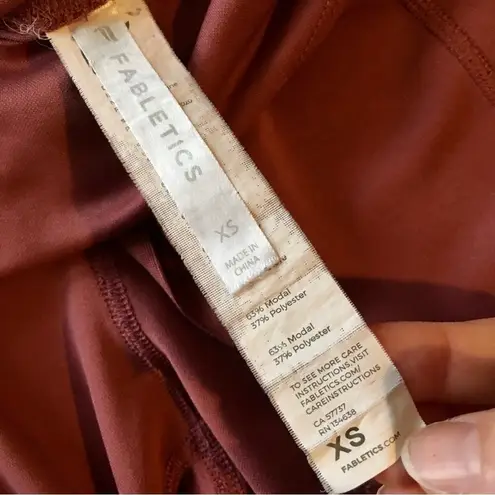 FABLETICS
XS
MADE IN
CHINA
63% Modal
37% Polyester
63% Modal
37% Polyester
TO SEE MORE CARE
INSTRUCTIONS,VISIT
FABLETICS.COM/
CAREINSTRUCTIONS
CA 57737
RN 134638
XS
FABLETICS.COM